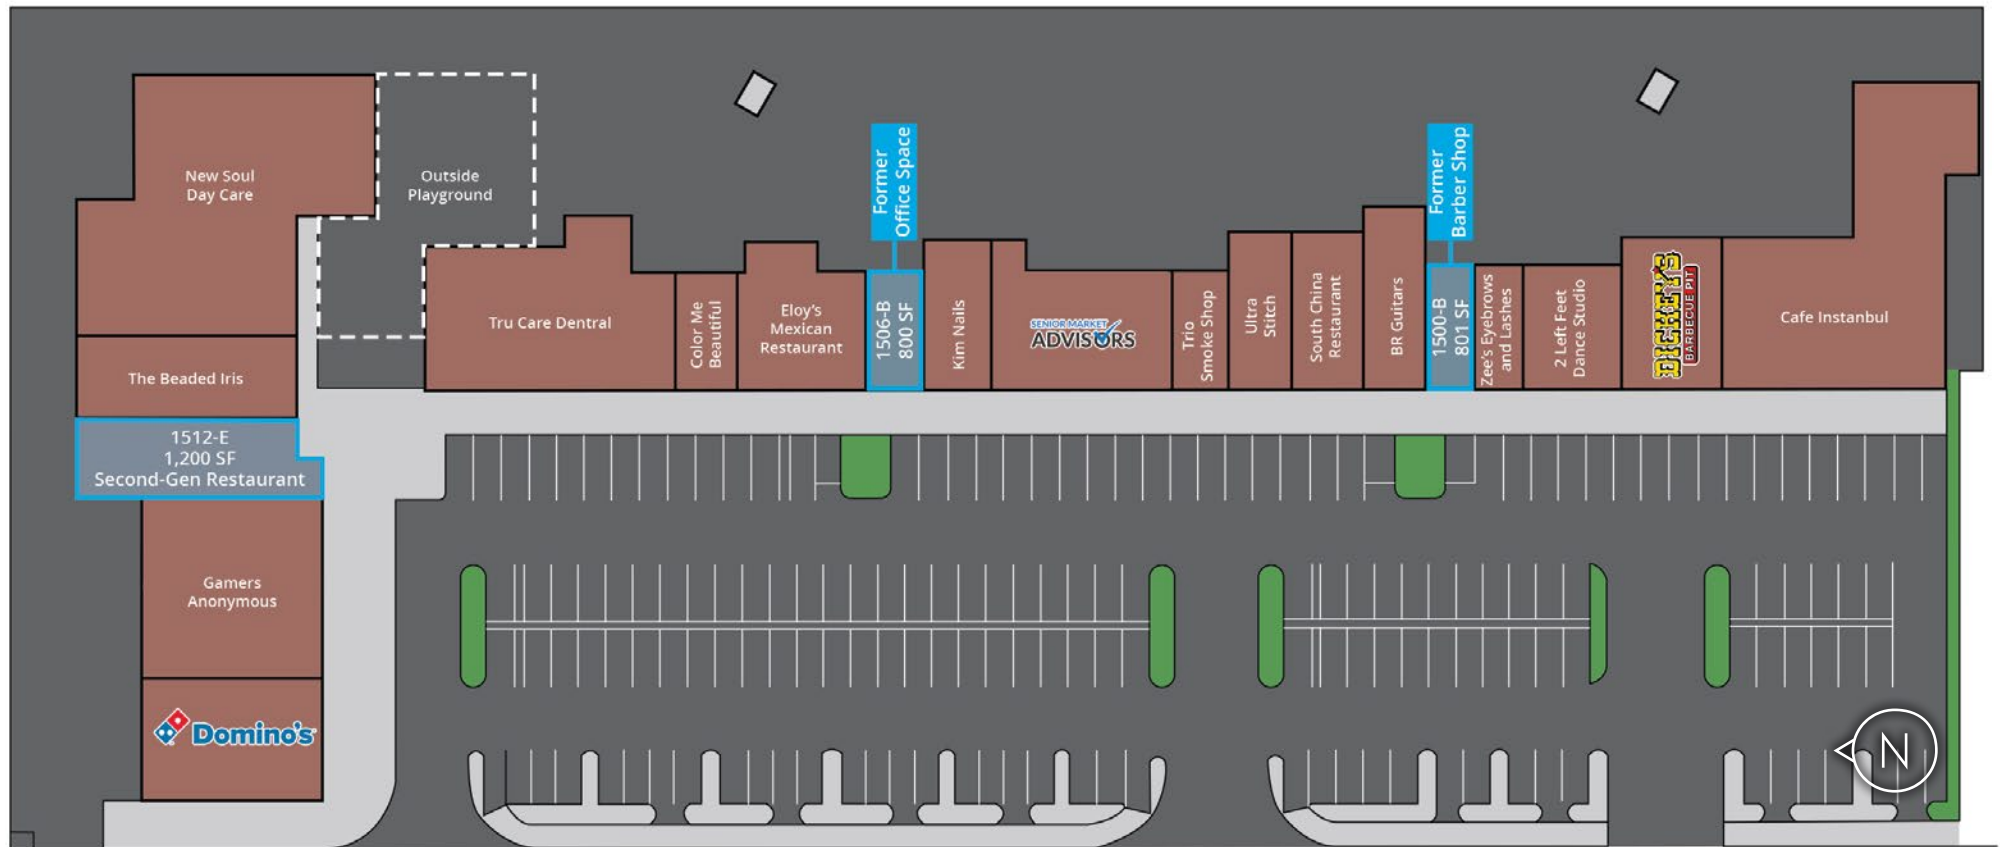 New Soul
Day Care
Outside
Playground
The Beaded Iris
1512-E
1,200 SF
Second-Gen Restaurant
Gamers
Anonymous
Domino's
Tru Care Dentral
Color Me
Beautiful
Eloy's
Mexican
Restaurant
Former
Office Space
1506-B
800 SF
Kim Nails
SENIOR MARKET
ADVISORS
Trio
Smoke Shop
Ultra
Stitch
South China
Restaurant
BR Guitars
Former
Barber Shop
1500-B
801 SF
Zee's Eyebrows
and Lashes
2 Left Feet
Dance Studio
DICKEY'S
BARBECUE PIT
Cafe Instanbul
N